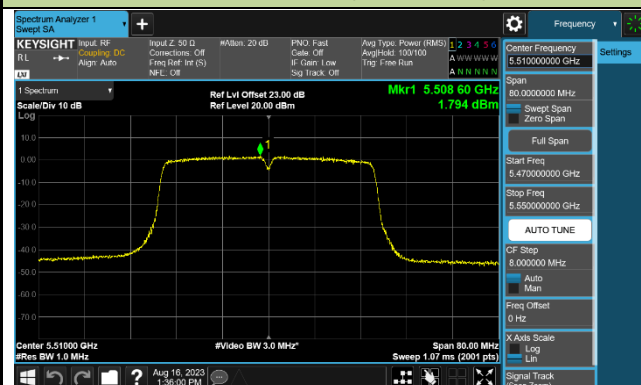 Spectrum Analyzer 1
Swept SA
+
Frequency
KEYSIGHT
RL
LXI
Input: RF
Coupling: DC
Align: Auto
Input Z: 50 Ω
Corrections: Off
Freq Ref: Int (S)
NFE: Off
#Atten: 20 dB
PNO: Fast
Gate: Off
IF Gain: Low
Sig Track: Off
Avg Type: Power (RMS)
Avg|Hold: 100/100
Trig: Free Run
1 2 3 4 5 6
A W W W W W
A N N N N N
1 Spectrum
Scale/Div 10 dB
Log
Ref Lvl Offset 23.00 dB
Ref Level 20.00 dBm
Mkr1 5.508 60 GHz
1.794 dBm
10.0
0.00
-10.0
-20.0
-30.0
-40.0
-50.0
-60.0
-70.0
1
Center 5.51000 GHz
#Res BW 1.0 MHz
#Video BW 3.0 MHz*
Span 80.00 MHz
Sweep 1.07 ms (2001 pts)
Center Frequency
5.510000000 GHz
Settings
Span
80.0000000 MHz
Swept Span
Zero Span
Full Span
Start Freq
5.470000000 GHz
Stop Freq
5.550000000 GHz
AUTO TUNE
CF Step
8.000000 MHz
Auto
Man
Freq Offset
0 Hz
X Axis Scale
Log
Lin
Signal Track
(Span Zoom)
?
Aug 16, 2023
1:36:00 PM